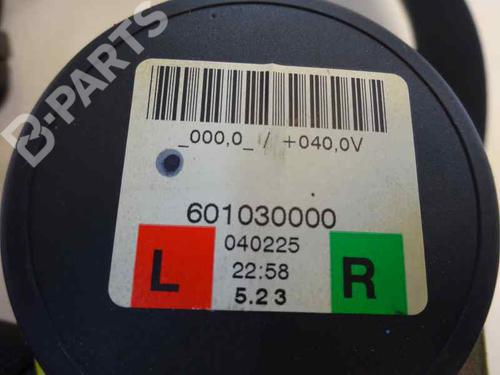 B-PARTS
_000,0_ / +040,0V
601030000
L
040225
22:58
5.23
R